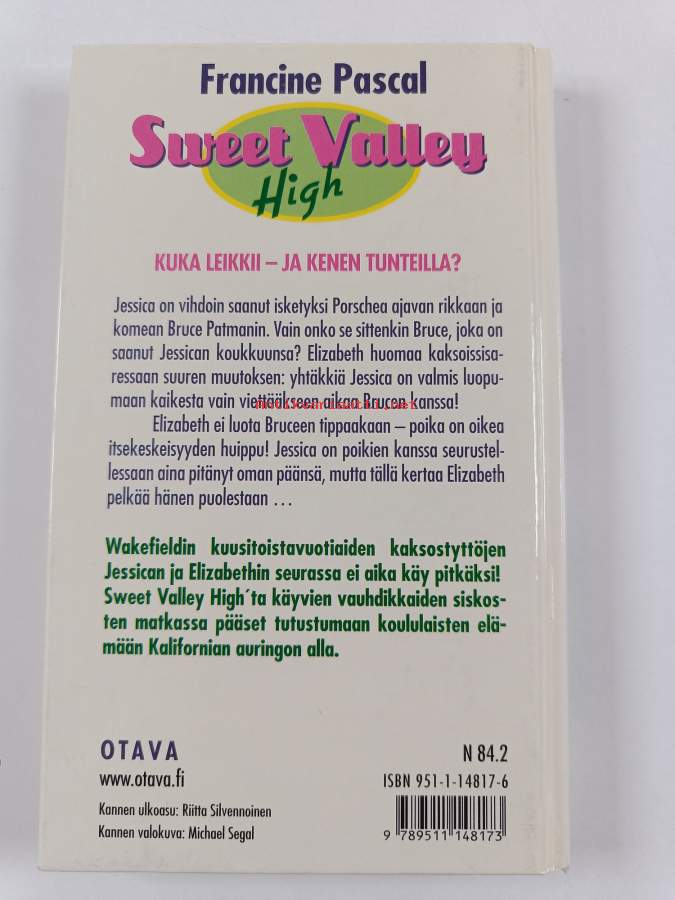 Francine Pascal
Sweet Valley
High
KUKA LEIKKII – JA KENEN TUNTEILLA?
Jessica on vihdoin saanut isketyksi Porschea ajavan rikkaan ja
komean Bruce Patmanin. Vain onko se sittenkin Bruce, joka on
saanut Jessican koukkuunsa? Elizabeth huomaa kaksoissisa-
ressaan suuren muutoksen: yhtäkkiä Jessica on valmis luopu-
maan kaikesta vain viettääkseen aikaa Brucen kanssa!
Elizabeth ei luota Bruceen tippaakaan – poika on oikea
itsekeskeisyyden huippu! Jessica on poikien kanssa seurustel-
lessaan aina pitänyt oman päänsä, mutta tällä kertaa Elizabeth
pelkää hänen puolestaan ...
Wakefieldin kuusitoistavuotiaiden kaksostyttöjen
Jessican ja Elizabethin seurassa ei aika käy pitkäksi!
Sweet Valley High´ta käyvien vauhdikkaiden siskos-
ten matkassa pääset tutustumaan koululaisten elä-
mään Kalifornian auringon alla.
OTAVA
www.otava.fi
N 84.2
ISBN 951-1-14817-6
Kannen ulkoasu: Riitta Silvennoinen
Kannen valokuva: Michael Segal
9 789511 148173